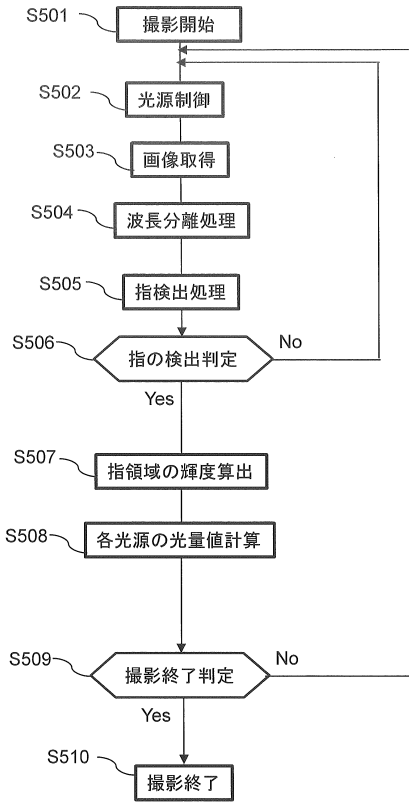 S501
撮影開始
S502
光源制御
S503
画像取得
S504
波長分離処理
S505
指検出処理
S506
指の検出判定
No
Yes
S507
指領域の輝度算出
S508
各光源の光量値計算
S509
撮影終了判定
No
Yes
S510
撮影終了